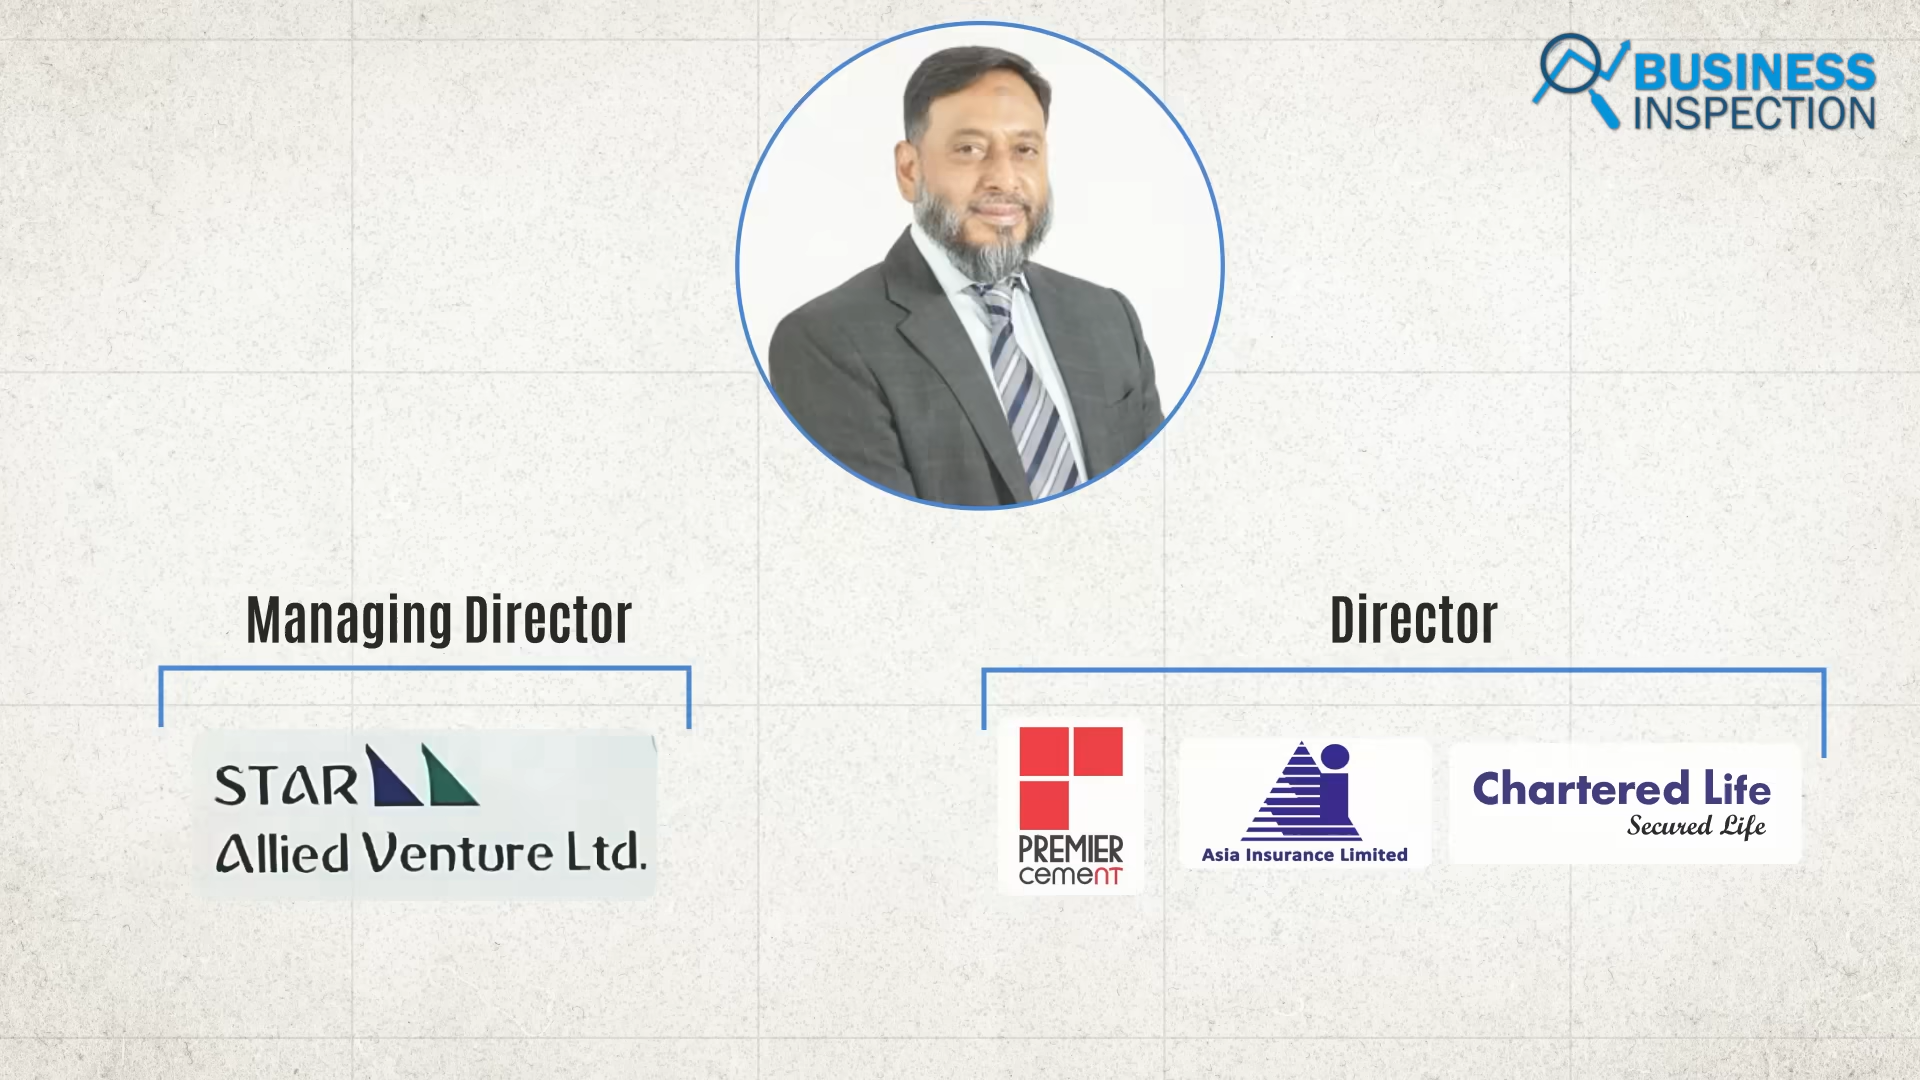 BUSINESS
INSPECTION
Managing Director
Director
STAR
Allied Venture Ltd.
PREMIER
cement
Asia Insurance Limited
Chartered Life
Secured Life